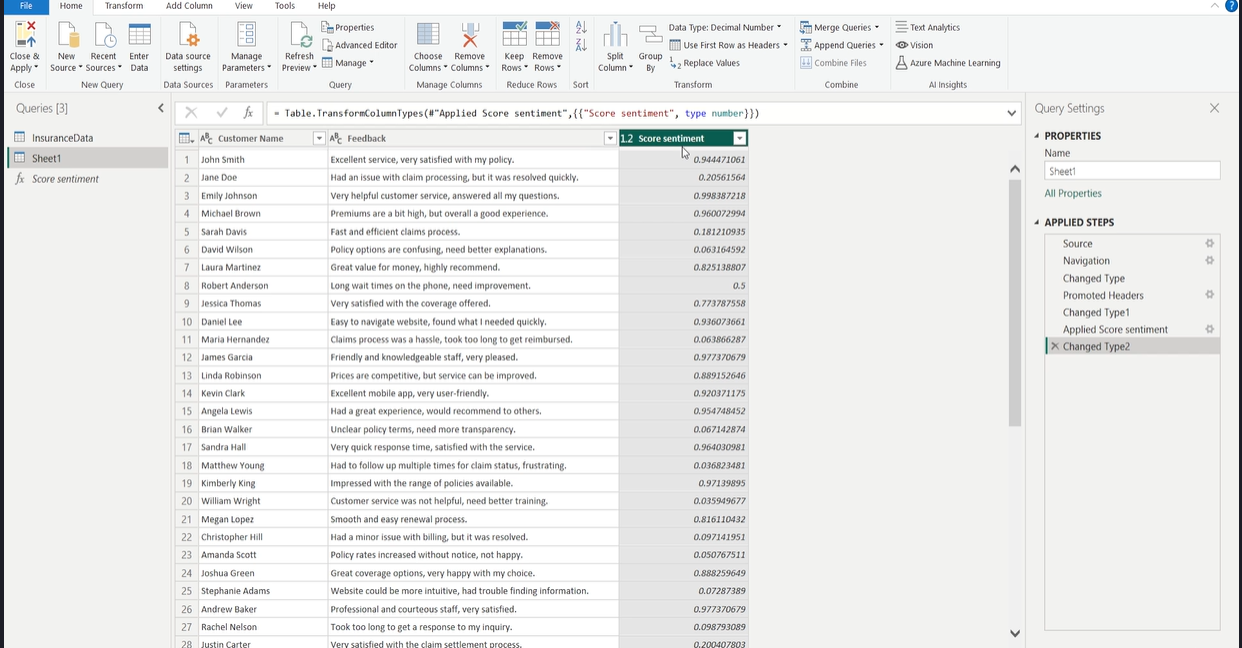 File Home Transform Add Column View Tools Help
Close & Apply
New Source
Recent Sources
Enter Data
Data source settings
Manage Parameters
Refresh Preview
Properties
Advanced Editor
Manage
Choose Columns
Remove Columns
Keep Rows
Remove Rows
Split Column
Group By
Data Type: Decimal Number
Use First Row as Headers
Replace Values
Merge Queries
Append Queries
Combine Files
Text Analytics
Vision
Azure Machine Learning
Close New Query Data Sources Parameters Query Manage Columns Reduce Rows Sort Transform Combine AI Insights
Queries [3]
InsuranceData
Sheet1
fx Score sentiment
fx = Table.TransformColumnTypes(#"Applied Score sentiment",{{"Score sentiment", type number}})
Customer Name Feedback 1.2 Score sentiment
1 John Smith Excellent service, very satisfied with my policy. 0.944471061
2 Jane Doe Had an issue with claim processing, but it was resolved quickly. 0.20561564
3 Emily Johnson Very helpful customer service, answered all my questions. 0.998387218
4 Michael Brown Premiums are a bit high, but overall a good experience. 0.960072994
5 Sarah Davis Fast and efficient claims process. 0.181210935
6 David Wilson Policy options are confusing, need better explanations. 0.063164592
7 Laura Martinez Great value for money, highly recommend. 0.825138807
8 Robert Anderson Long wait times on the phone, need improvement. 0.5
9 Jessica Thomas Very satisfied with the coverage offered. 0.773787558
10 Daniel Lee Easy to navigate website, found what I needed quickly. 0.936073661
11 Maria Hernandez Claims process was a hassle, took too long to get reimbursed. 0.063866287
12 James Garcia Friendly and knowledgeable staff, very pleased. 0.977370679
13 Linda Robinson Prices are competitive, but service can be improved. 0.889152646
14 Kevin Clark Excellent mobile app, very user-friendly. 0.920371175
15 Angela Lewis Had a great experience, would recommend to others. 0.954748452
16 Brian Walker Unclear policy terms, need more transparency. 0.067142874
17 Sandra Hall Very quick response time, satisfied with the service. 0.964030981
18 Matthew Young Had to follow up multiple times for claim status, frustrating. 0.036823481
19 Kimberly King Impressed with the range of policies available. 0.97139895
20 William Wright Customer service was not helpful, need better training. 0.035949677
21 Megan Lopez Smooth and easy renewal process. 0.816110432
22 Christopher Hill Had a minor issue with billing, but it was resolved. 0.097141951
23 Amanda Scott Policy rates increased without notice, not happy. 0.050767511
24 Joshua Green Great coverage options, very happy with my choice. 0.888259649
25 Stephanie Adams Website could be more intuitive, had trouble finding information. 0.07287389
26 Andrew Baker Professional and courteous staff, very satisfied. 0.977370679
27 Rachel Nelson Took too long to get a response to my inquiry. 0.098793089
28 Justin Carter Very satisfied with the claim settlement process. 0.200407803
Query Settings
PROPERTIES
Name
Sheet1
All Properties
APPLIED STEPS
Source
Navigation
Changed Type
Promoted Headers
Changed Type1
Applied Score sentiment
Changed Type2